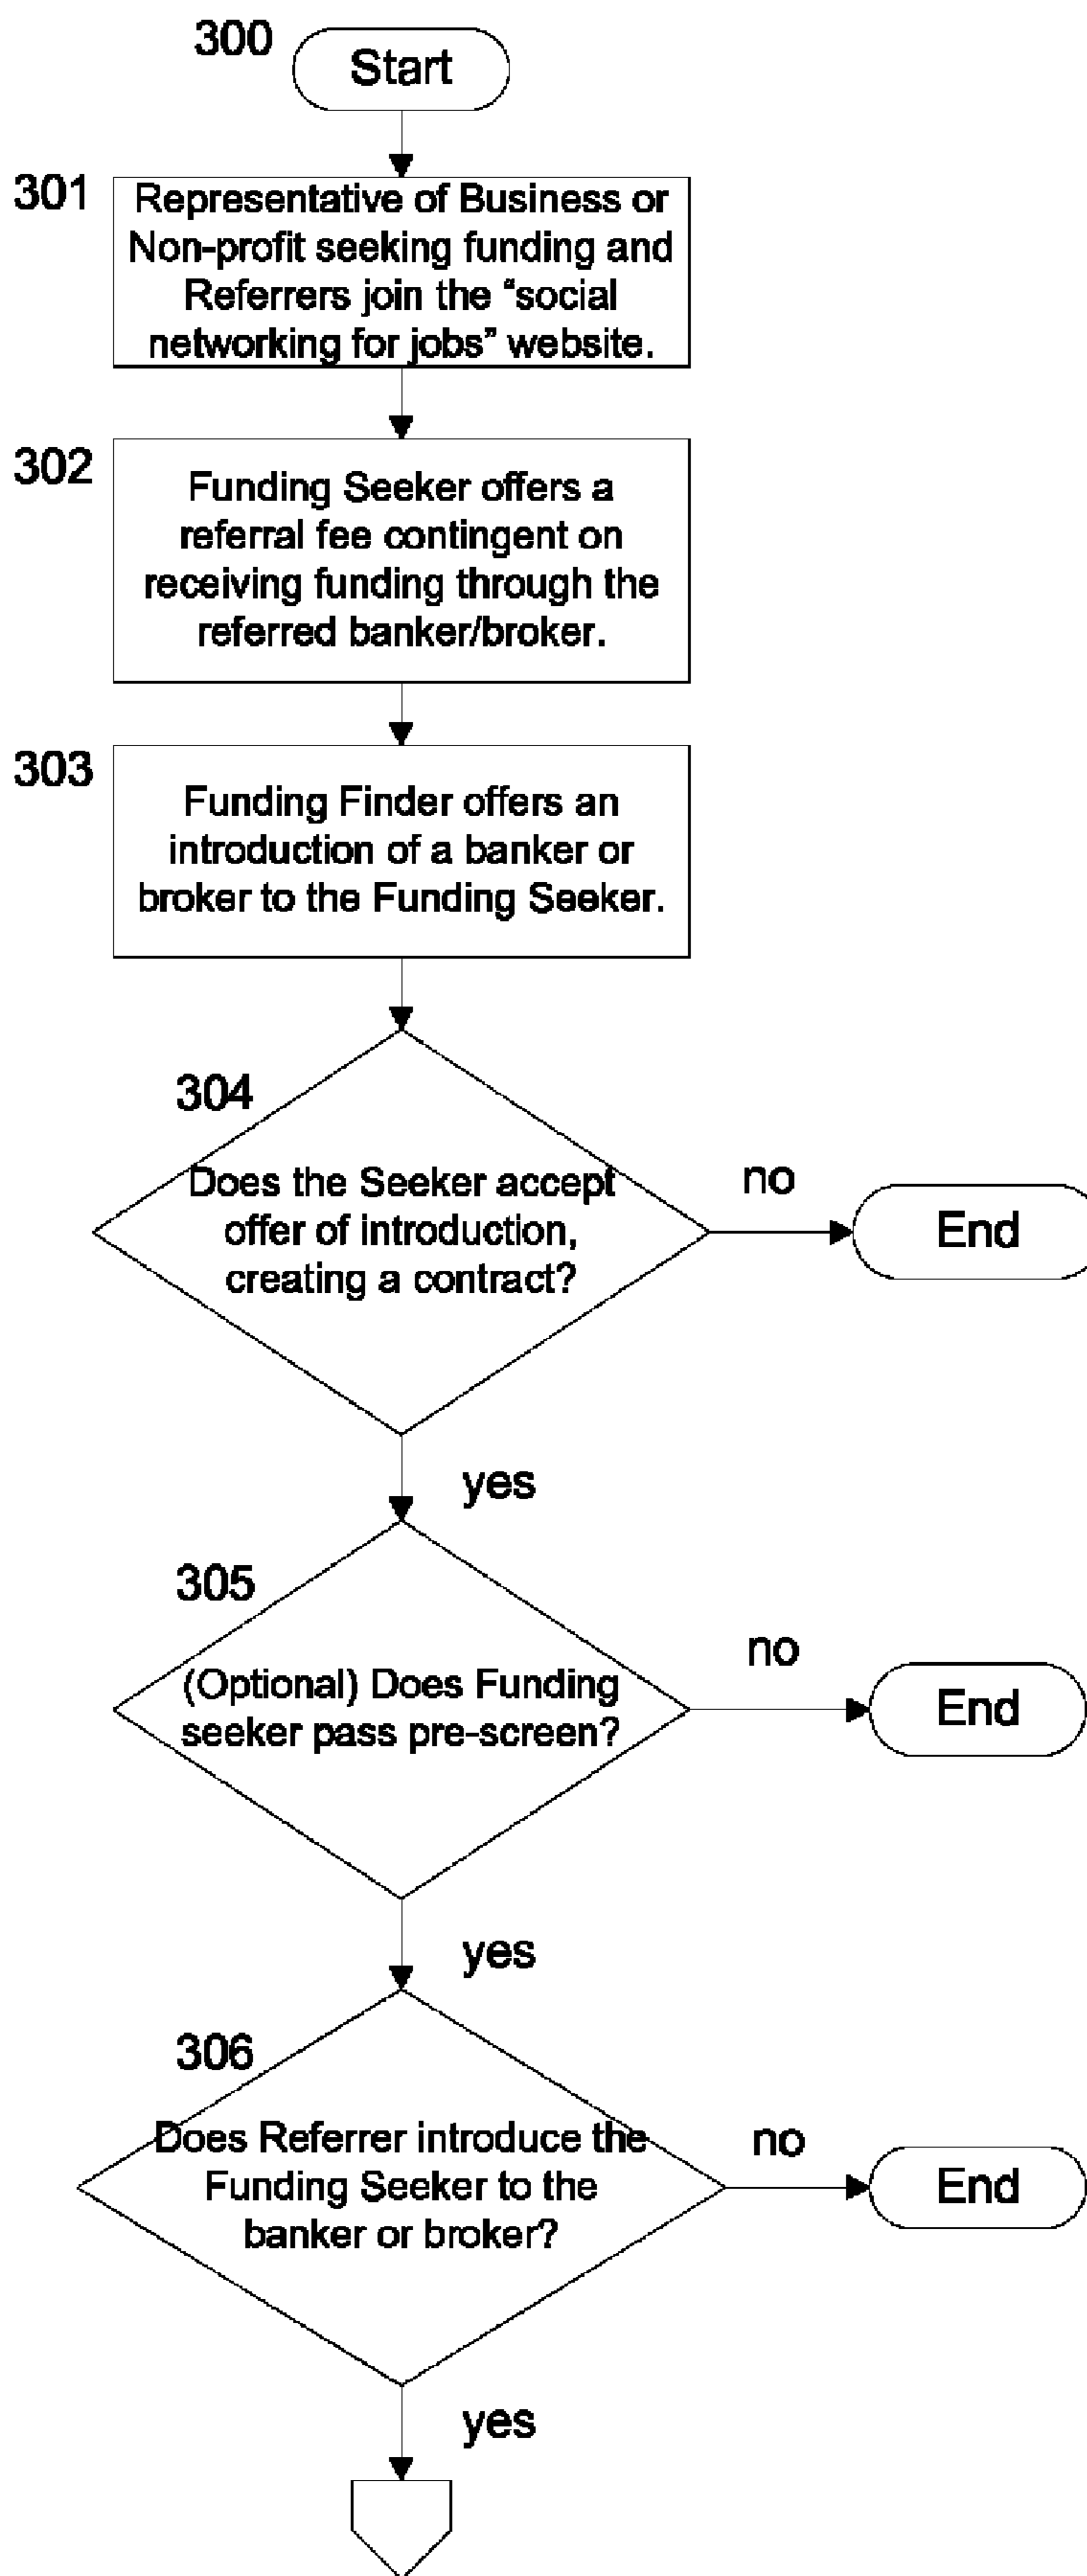 300
Start
301
Representative of Business or
Non-profit seeking funding and
Referrers join the “social
networking for jobs” website.
302
Funding Seeker offers a
referral fee contingent on
receiving funding through the
referred banker/broker.
303
Funding Finder offers an
introduction of a banker or
broker to the Funding Seeker.
304
Does the Seeker accept
offer of introduction,
creating a contract?
no
End
yes
305
(Optional) Does Funding
seeker pass pre-screen?
no
End
yes
306
Does Referrer introduce the
Funding Seeker to the
banker or broker?
no
End
yes